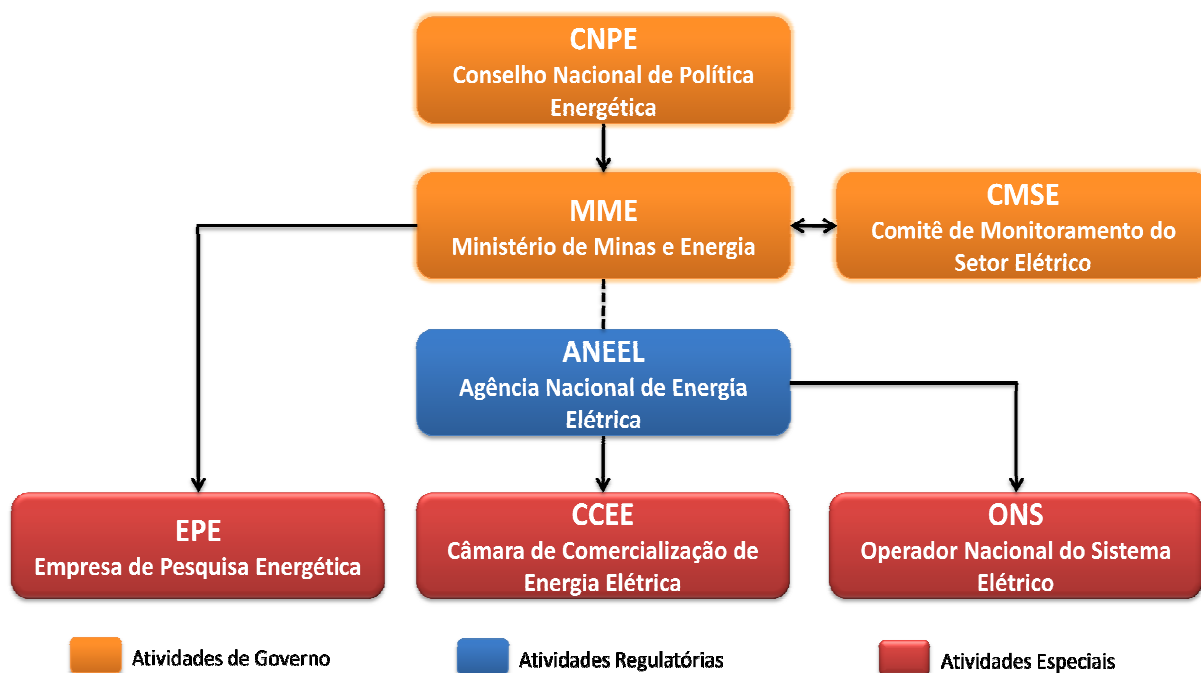 CNPE
Conselho Nacional de Política
Energética
MME
Ministério de Minas e Energia
CMSE
Comitê de Monitoramento do
Setor Elétrico
ANEEL
Agência Nacional de Energia
Elétrica
EPE
Empresa de Pesquisa Energética
CCEE
Câmara de Comercialização de
Energia Elétrica
ONS
Operador Nacional do Sistema
Elétrico
Atividades de Governo
Atividades Regulatórias
Atividades Especiais